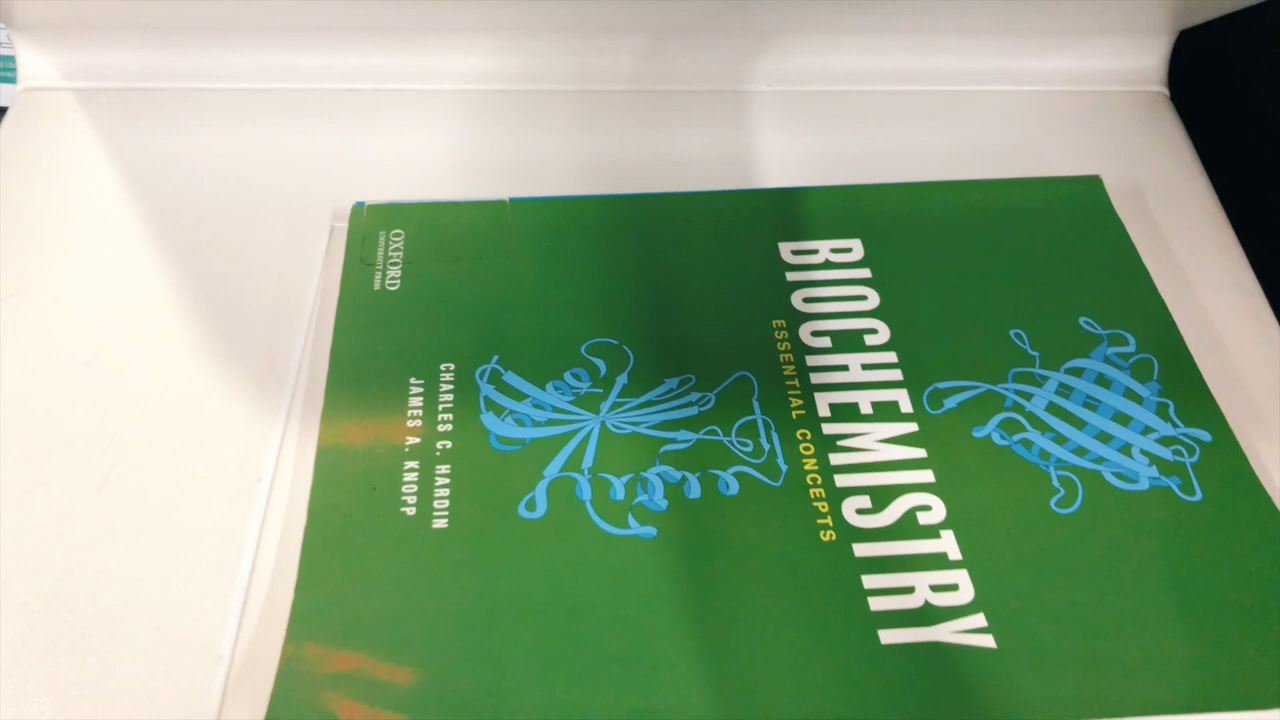 BIOCHEMISTRY
ESSENTIAL CONCEPTS
CHARLES C. HARDIN
JAMES A. KNOPP
OXFORD
UNIVERSITY PRESS